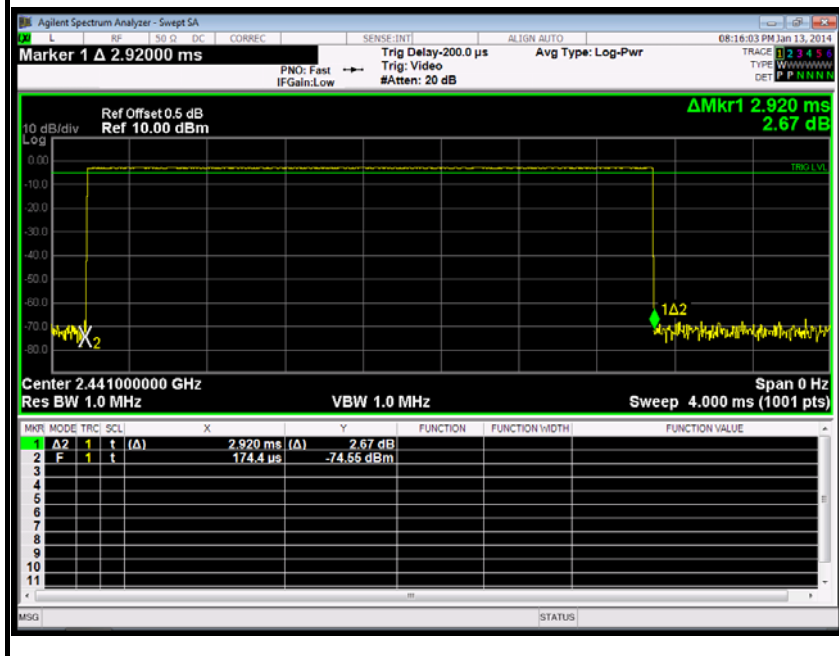 Agilent Spectrum Analyzer - Swept SA
L RF 50 Ω DC CORREC SENSE:INT ALIGN AUTO 08:16:03 PM Jan 13, 2014
Marker 1 Δ 2.92000 ms
PNO: Fast
IFGain:Low
Trig Delay-200.0 µs
Trig: Video
#Atten: 20 dB
Avg Type: Log-Pwr
TRACE 1 2 3 4 5 6
TYPE WWWWWWW
DET P P N N N N
ΔMkr1 2.920 ms
2.67 dB
Ref Offset 0.5 dB
10 dB/div Ref 10.00 dBm
Log
0.00
TRIG LVL
-10.0
-20.0
-30.0
-40.0
-50.0
-60.0
1Δ2
-70.0
2
-80.0
Center 2.441000000 GHz Span 0 Hz
Res BW 1.0 MHz VBW 1.0 MHz Sweep 4.000 ms (1001 pts)
MKR MODE TRC SCL X Y FUNCTION FUNCTION WIDTH FUNCTION VALUE
1 Δ2 1 t (Δ) 2.920 ms (Δ) 2.67 dB
2 F 1 t 174.4 µs -74.55 dBm
3
4
5
6
7
8
9
10
11
MSG STATUS